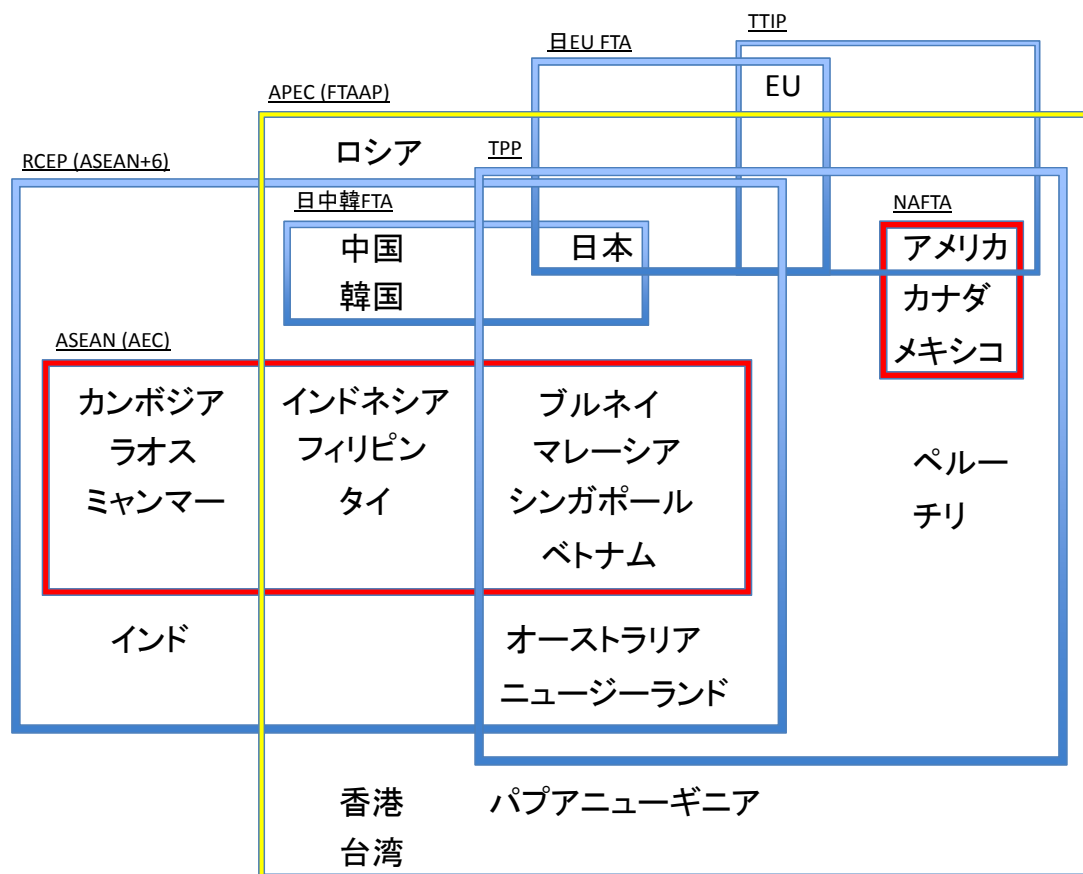 TTIP
日EU FTA
EU
APEC (FTAAP)
ロシア
TPP
RCEP (ASEAN+6)
日中韓FTA
NAFTA
中国
日本
アメリカ
韓国
カナダ
メキシコ
ASEAN (AEC)
カンボジア
インドネシア
ブルネイ
ラオス
フィリピン
マレーシア
ペルー
ミャンマー
タイ
シンガポール
チリ
ベトナム
インド
オーストラリア
ニュージーランド
香港
パプアニューギニア
台湾